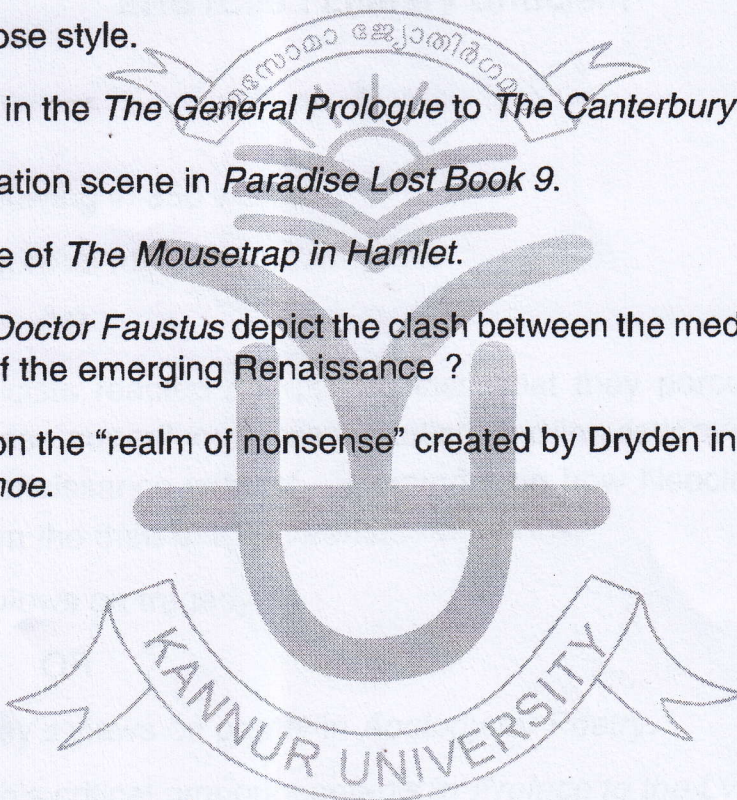 ose style.
തമസോമാ ജ്യോതിർഗമയ
in the The General Prologue to The Canterbury
ation scene in Paradise Lost Book 9.
e of The Mousetrap in Hamlet.
Doctor Faustus depict the clash between the med
f the emerging Renaissance ?
on the “realm of nonsense” created by Dryden in
noe.
KANNUR UNIVERSITY